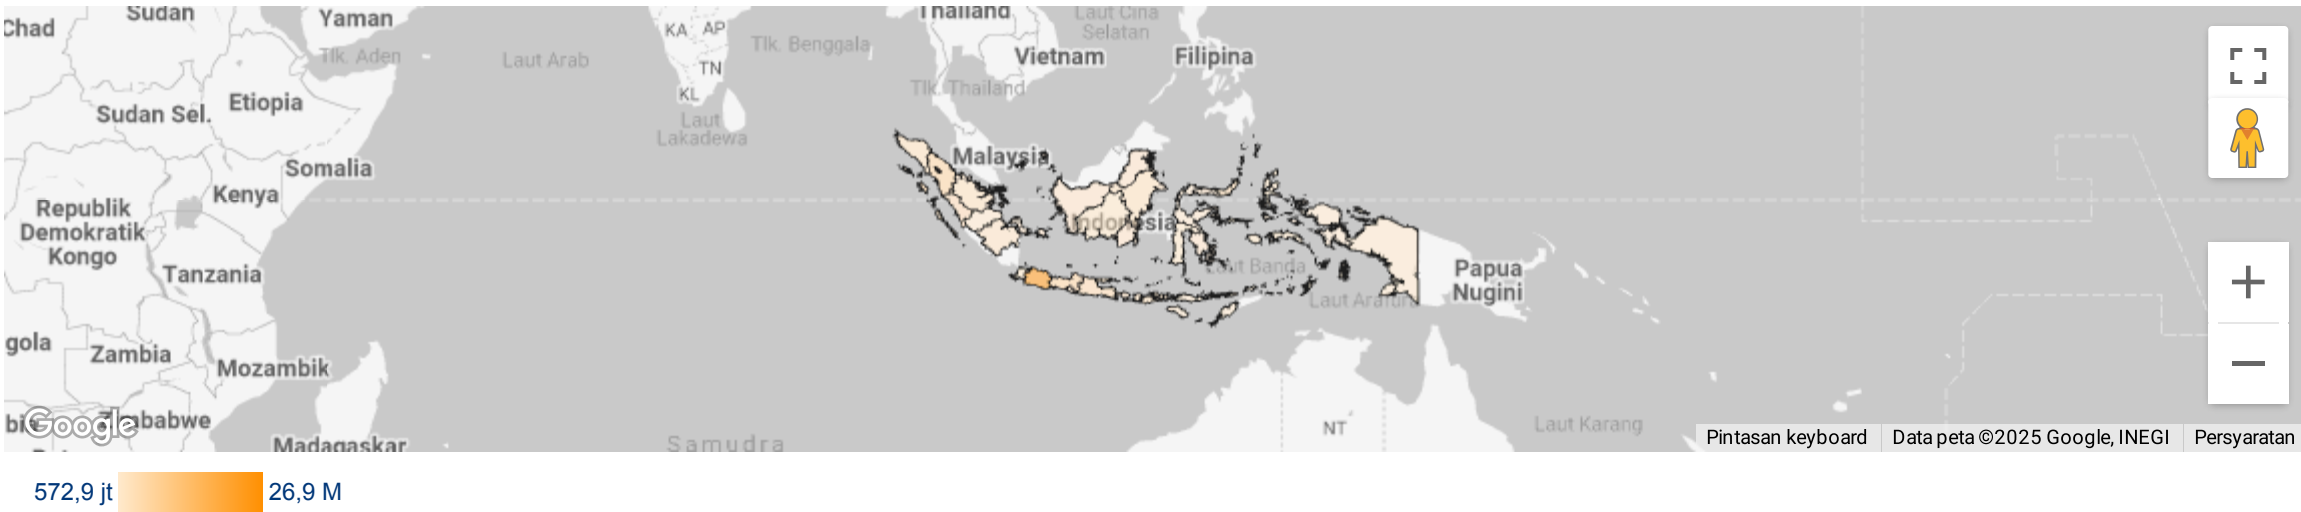 Sudan
Yaman
Chad
Tlk. Aden
Laut Arab
KA
AP
TN
KL
Tlk. Benggala
Laut
Lakadewa
Thailand
Vietnam
Tlk. Thailand
Laut Cina
Selatan
Filipina
Etiopia
Sudan Sel.
Somalia
Kenya
Malaysia
Republik
Demokratik
Kongo
Tanzania
Indonesia
Laut Banda
Laut Arafura
Papua
Nugini
gola
Zambia
Mozambik
Zimbabwe
Google
Madagaskar
Samudra
NT
Laut Karang
Pintasan keyboard
Data peta ©2025 Google, INEGI
Persyaratan
572,9 jt
26,9 M